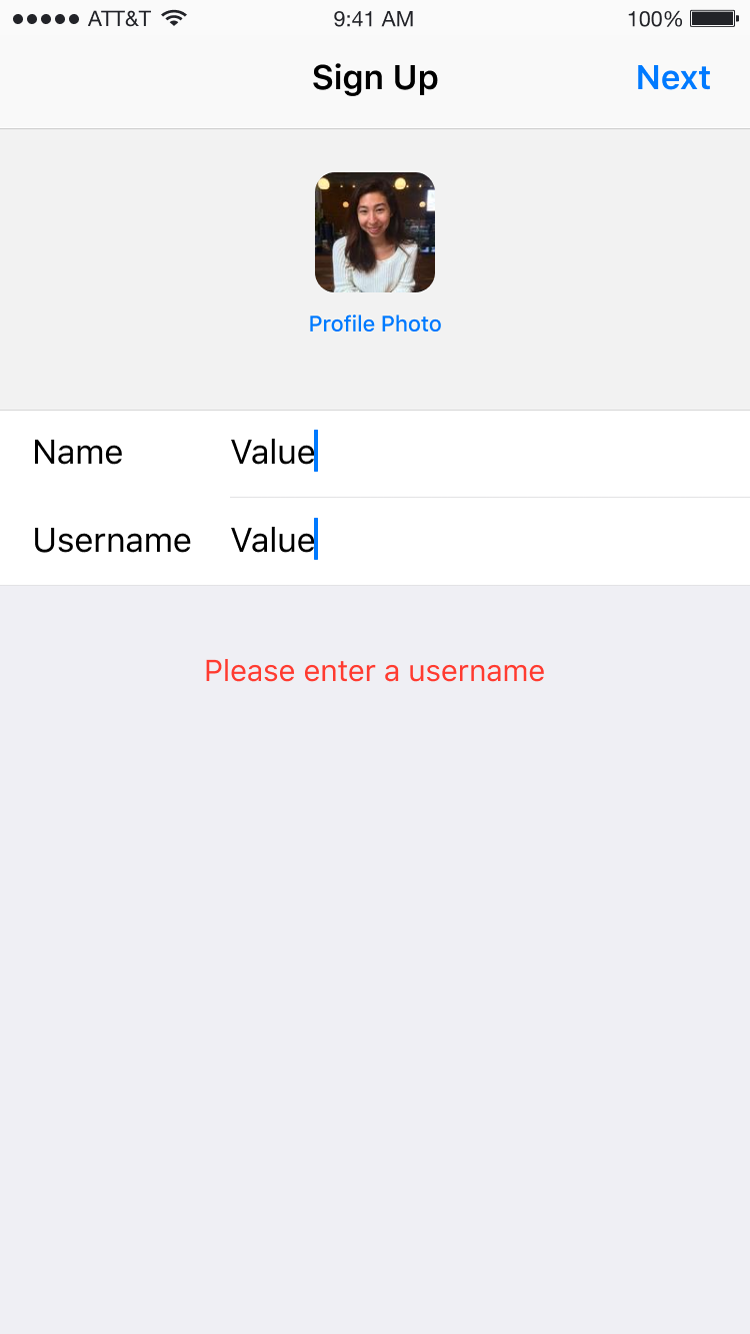 ATT&T 9:41 AM 100%
Sign Up Next
Profile Photo
Name Value
Username Value
Please enter a username